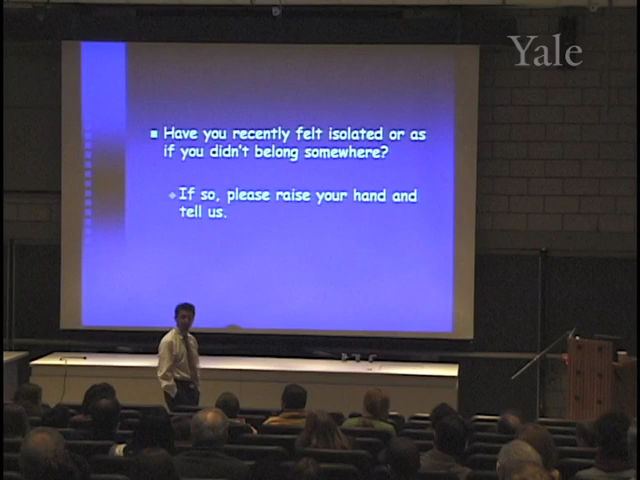 Yale
Have you recently felt isolated or as
if you didn't belong somewhere?
If so, please raise your hand and
tell us.